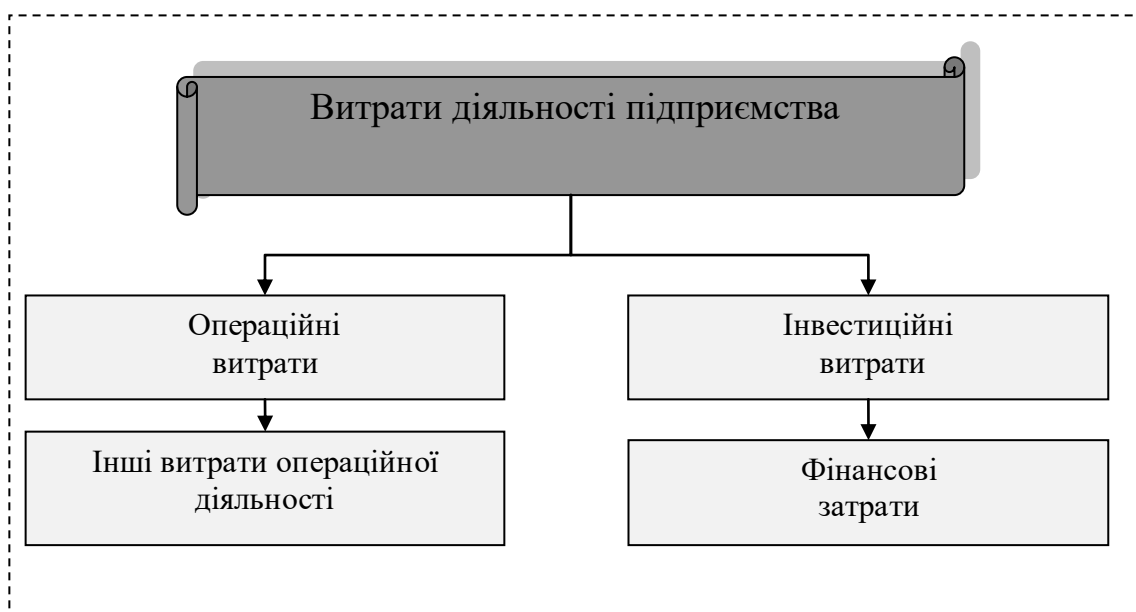 Витрати діяльності підприємства
Операційні
витрати
Інвестиційні
витрати
Інші витрати операційної
діяльності
Фінансові
затрати